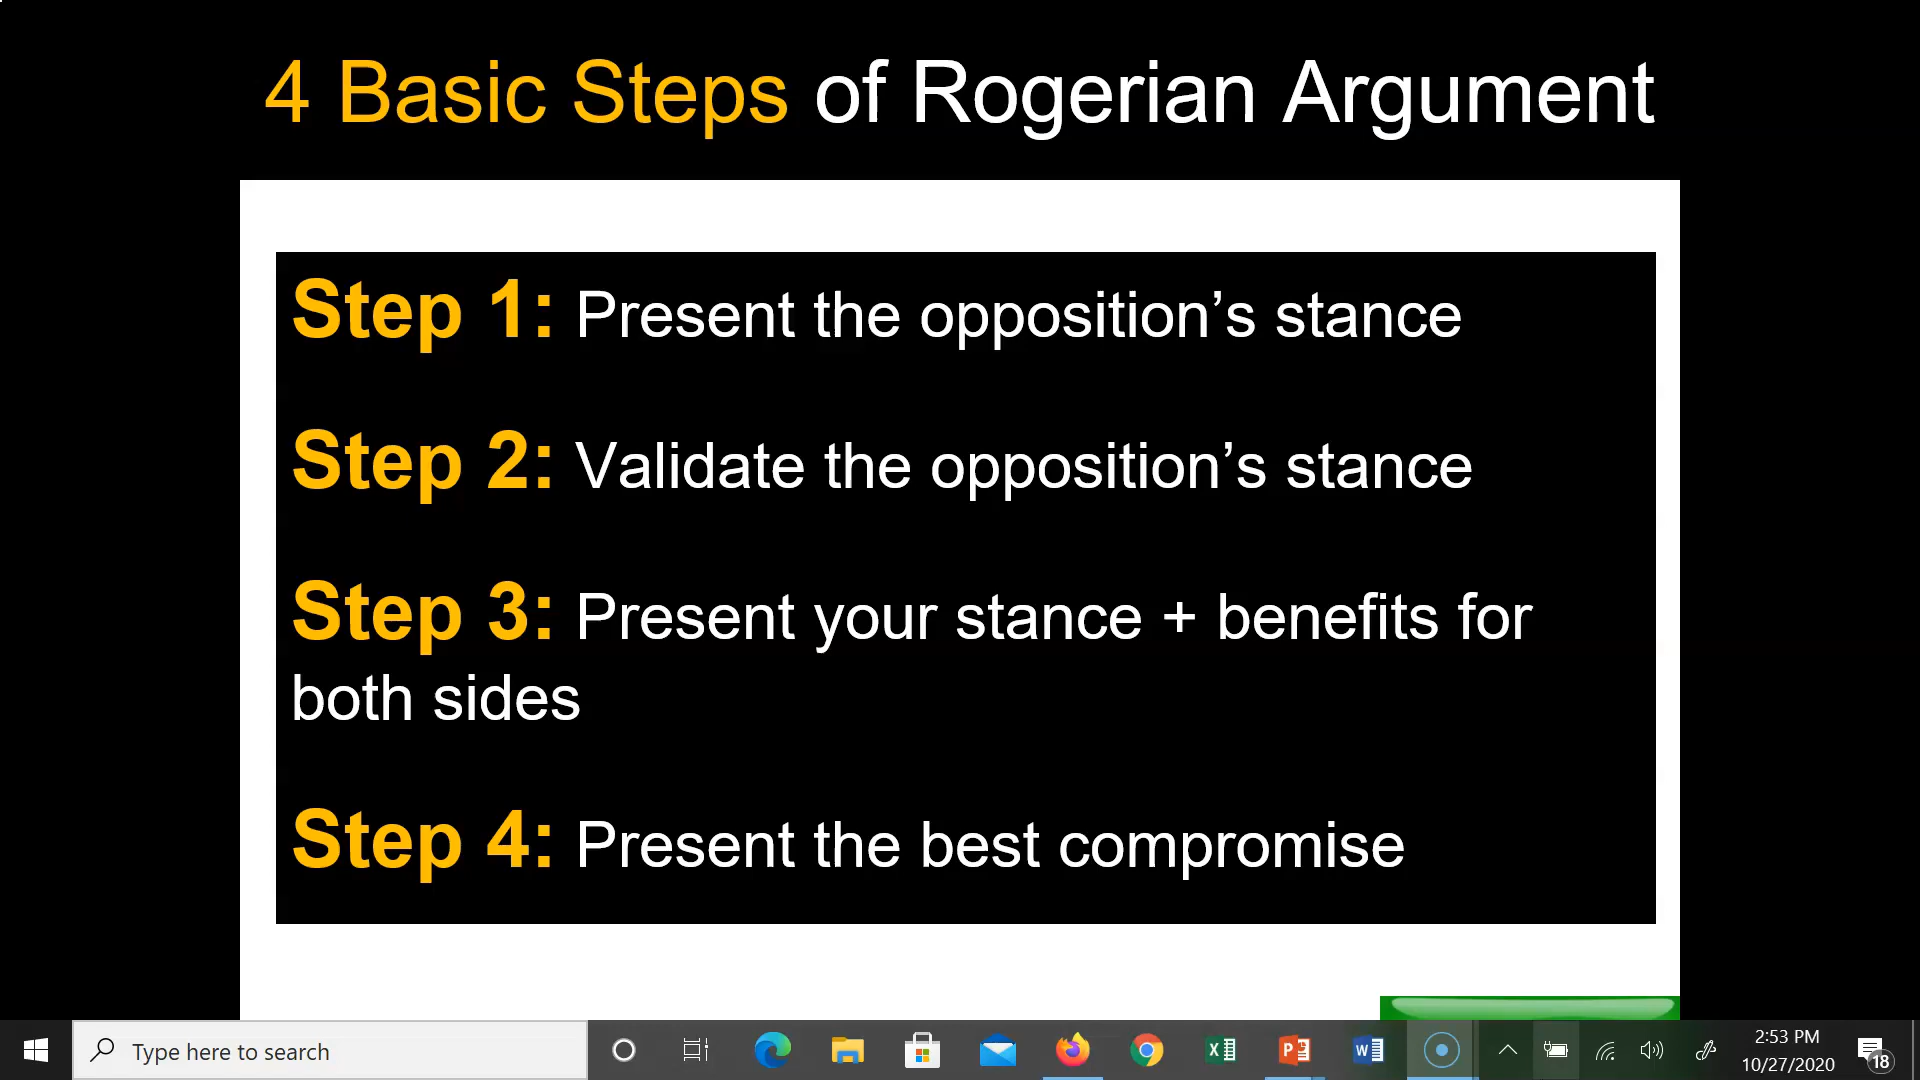 4 Basic Steps of Rogerian Argument
Step 1: Present the opposition’s stance
Step 2: Validate the opposition’s stance
Step 3: Present your stance + benefits for
both sides
Step 4: Present the best compromise
Type here to search
2:53 PM
10/27/2020
18